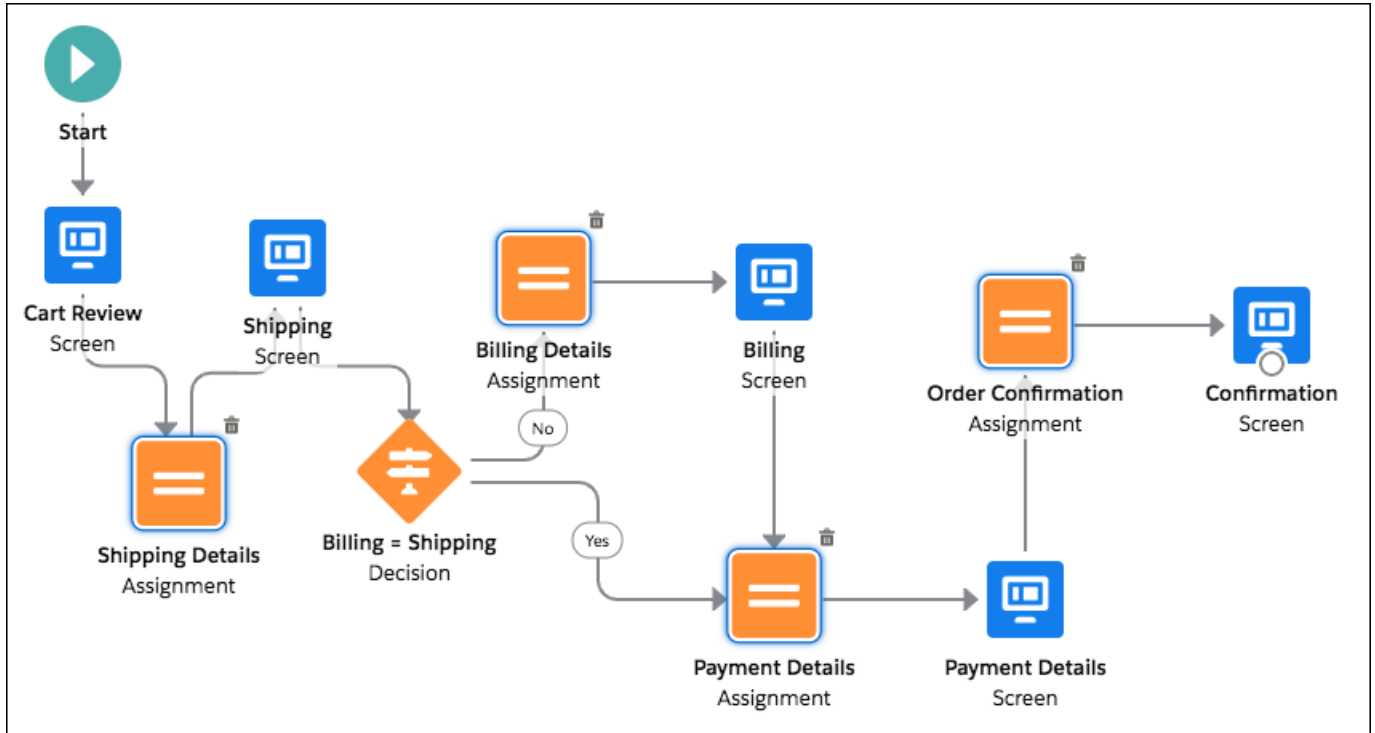 Start
Cart Review
Screen
Shipping Details
Assignment
Shipping
Screen
Billing = Shipping
Decision
No
Yes
Billing Details
Assignment
Billing
Screen
Payment Details
Assignment
Payment Details
Screen
Order Confirmation
Assignment
Confirmation
Screen